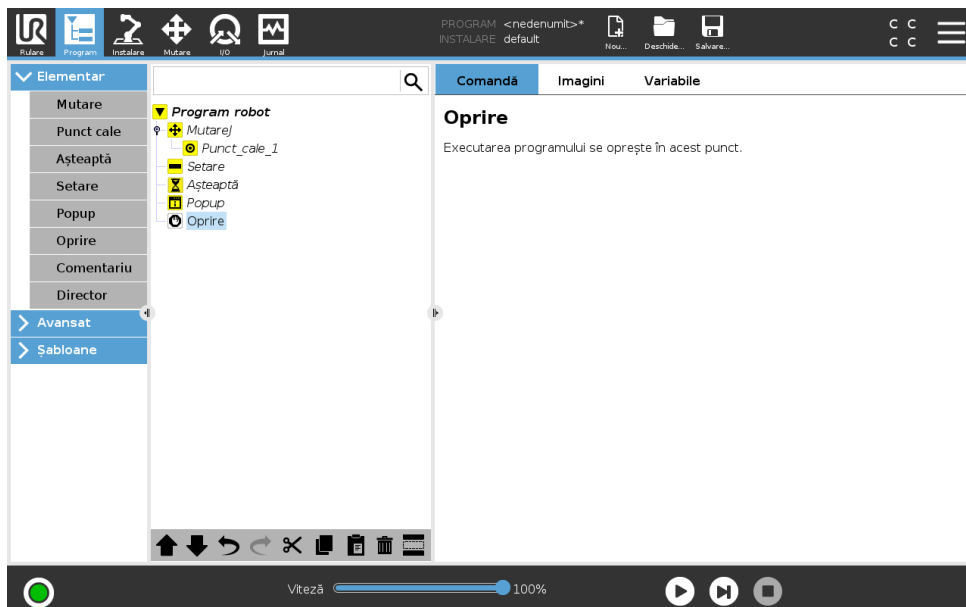 UR
Rulare
Program
Instalare
Mutare
I/O
Jurnal
PROGRAM <nedenumit>*
INSTALARE default
Nou...
Deschide...
Salvare...
C C
C C
Elementar
Mutare
Punct cale
Așteaptă
Setare
Popup
Oprire
Comentariu
Director
Avansat
Șabloane
Program robot
MutareJ
Punct_cale_1
Setare
Așteaptă
Popup
Oprire
Comandă
Imagini
Variabile
Oprire
Executarea programului se oprește în acest punct.
Viteză
100%